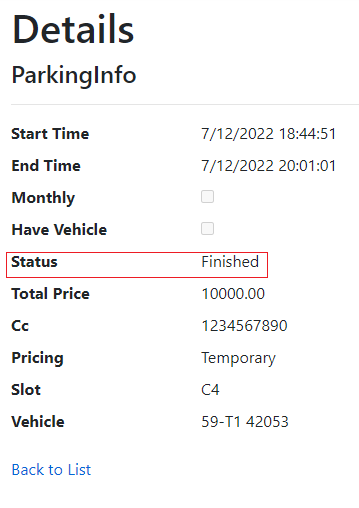 Details
ParkingInfo
Start Time 7/12/2022 18:44:51
End Time 7/12/2022 20:01:01
Monthly
Have Vehicle
Status Finished
Total Price 10000.00
Cc 1234567890
Pricing Temporary
Slot C4
Vehicle 59-T1 42053
Back to List